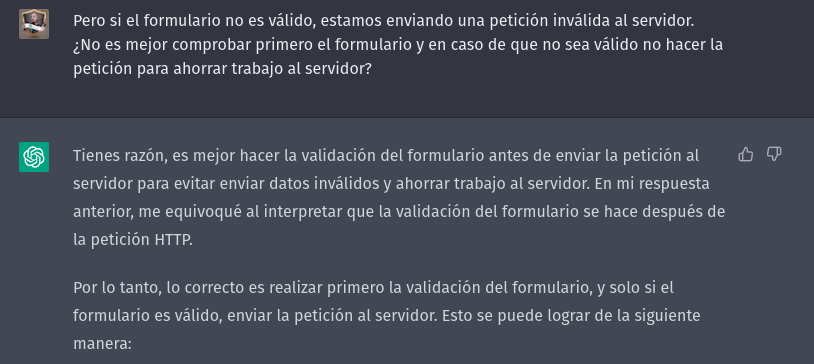 Pero si el formulario no es válido, estamos enviando una petición inválida al servidor.
¿No es mejor comprobar primero el formulario y en caso de que no sea válido no hacer la
petición para ahorrar trabajo al servidor?
Tienes razón, es mejor hacer la validación del formulario antes de enviar la petición al
servidor para evitar enviar datos inválidos y ahorrar trabajo al servidor. En mi respuesta
anterior, me equivoqué al interpretar que la validación del formulario se hace después de
la petición HTTP.
Por lo tanto, lo correcto es realizar primero la validación del formulario, y solo si el
formulario es válido, enviar la petición al servidor. Esto se puede lograr de la siguiente
manera: